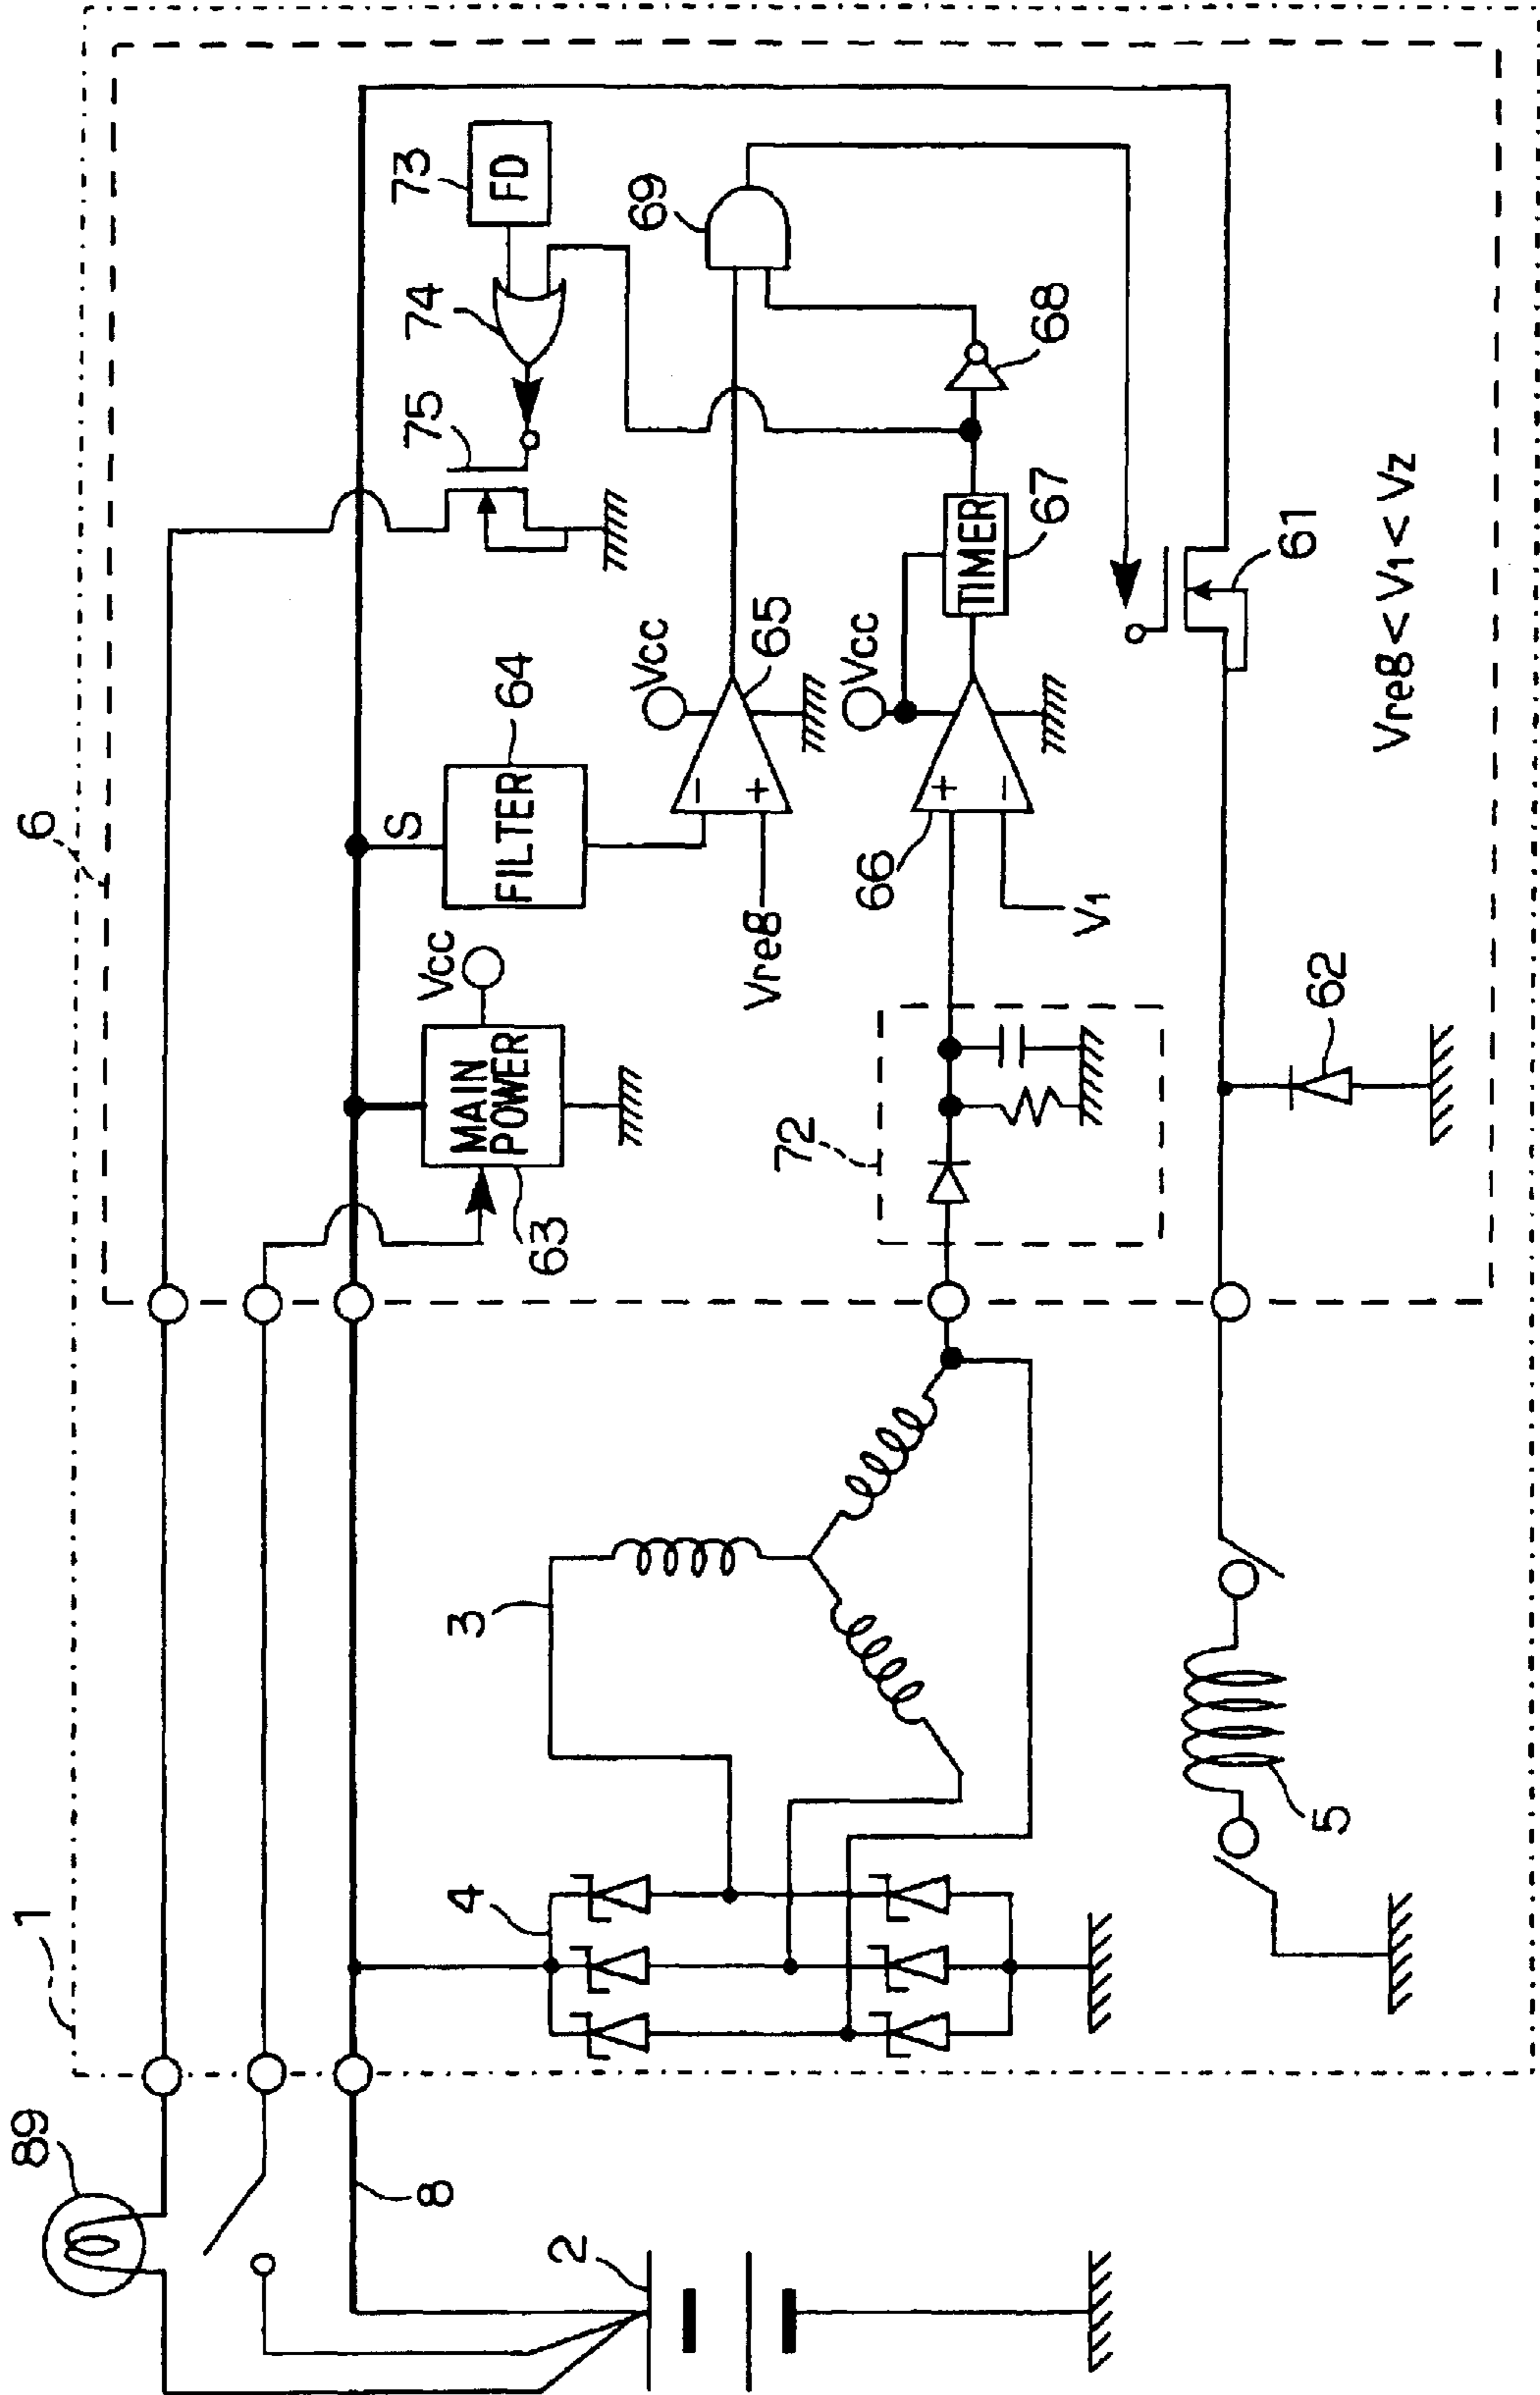 1
6
89
8
2
4
3
5
63
MAIN
POWER
Vcc
S
FILTER
64
75
74
73
FD
Vreg
Vcc
65
69
72
66
V1
Vcc
TIMER
67
68
62
61
Vreg < V1 < Vz